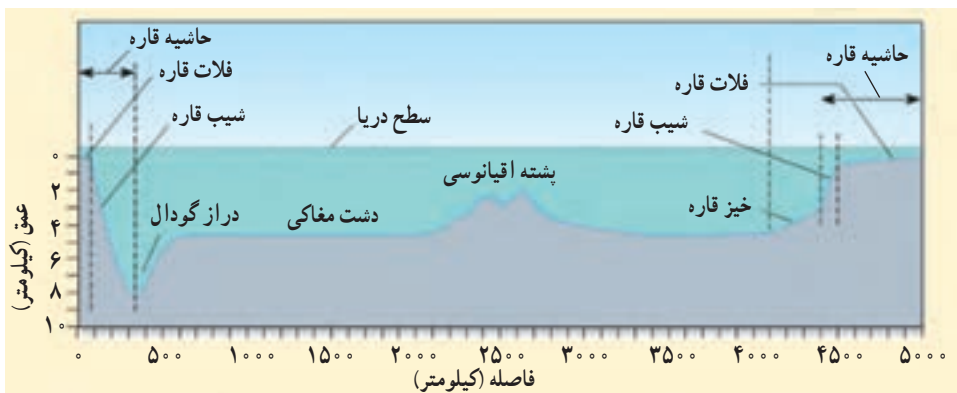 حاشیه قاره
فلات قاره
شیب قاره
سطح دریا
حاشیه قاره
فلات قاره
شیب قاره
پشته اقیانوسی
خیز قاره
دشت مغاکی
دراز گودال
عمق (کیلومتر)
۰
۲
۴
۶
۸
۱۰
۰ ۵۰۰ ۱۰۰۰ ۱۵۰۰ ۲۰۰۰ ۲۵۰۰ ۳۰۰۰ ۳۵۰۰ ۴۰۰۰ ۴۵۰۰ ۵۰۰۰
فاصله (کیلومتر)